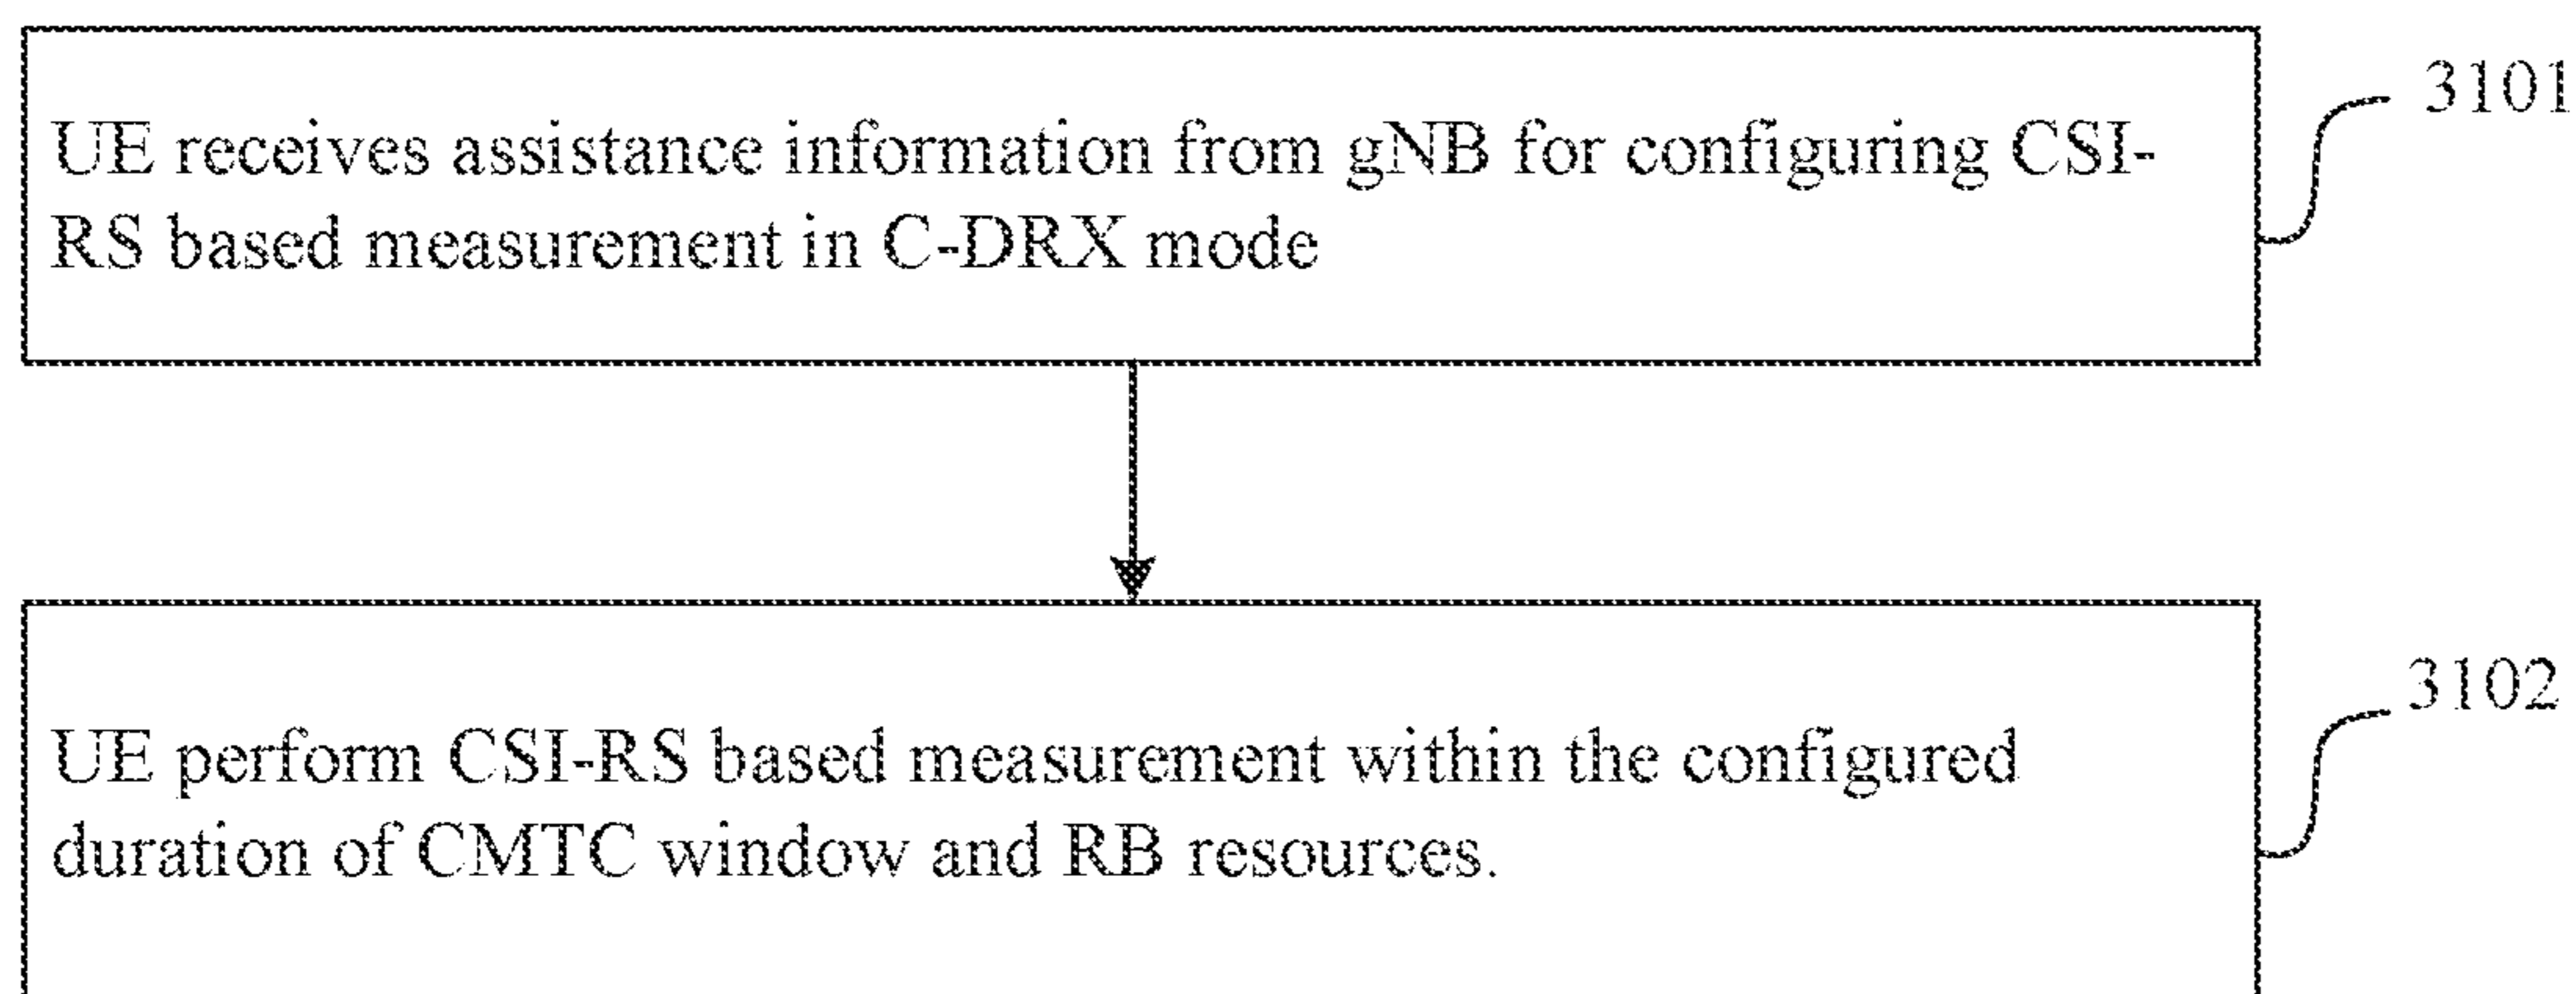 3101
UE receives assistance information from gNB for configuring CSI-
RS based measurement in C-DRX mode
3102
UE perform CSI-RS based measurement within the configured
duration of CMTC window and RB resources.